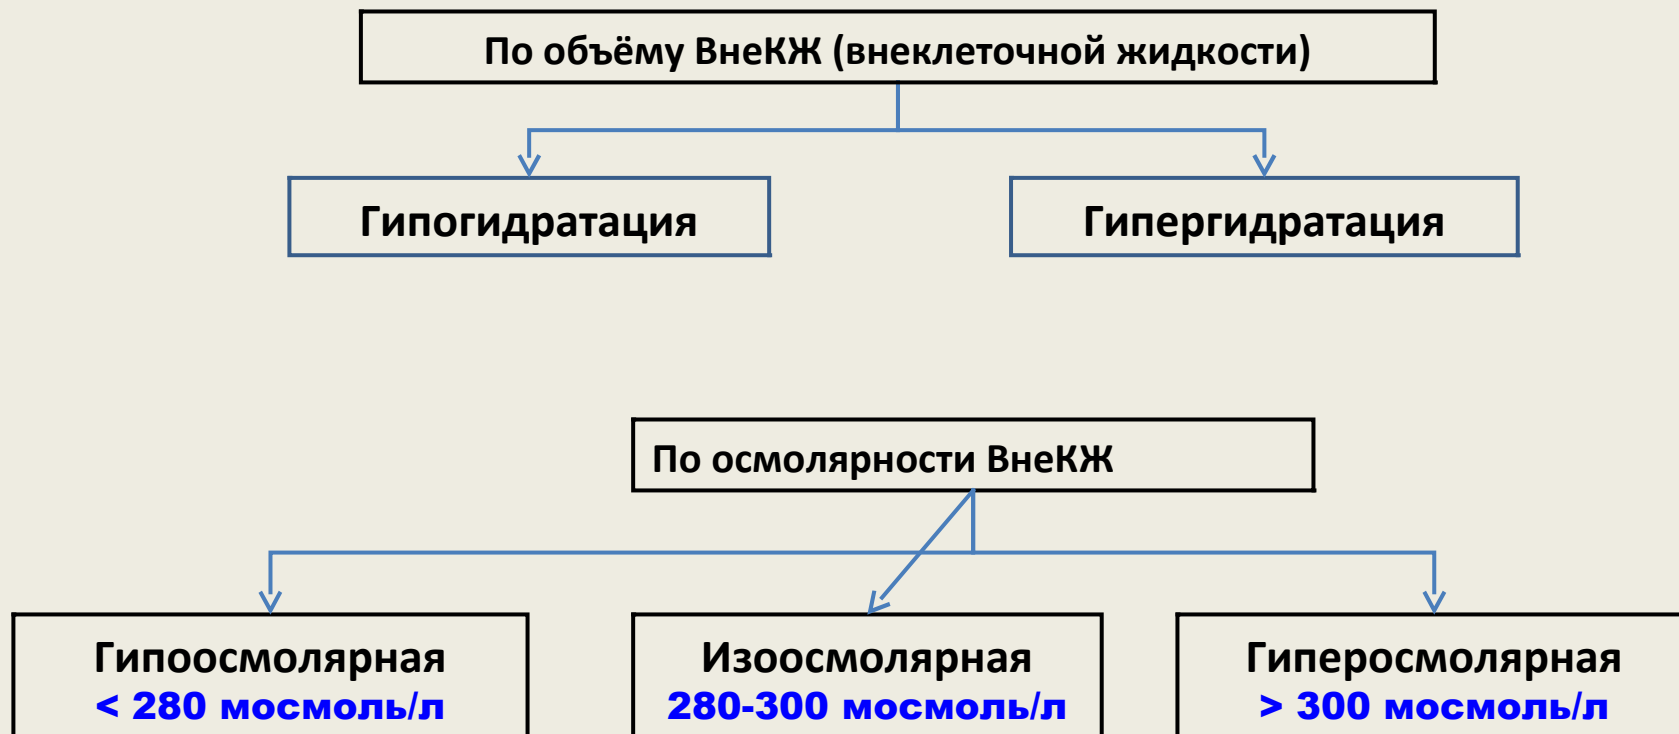 По объёму ВнеКЖ (внеклеточной жидкости)
Гипогидратация
Гипергидратация
По осмолярности ВнеКЖ
Гипоосмолярная
< 280 мосмоль/л
Изоосмолярная
280-300 мосмоль/л
Гиперосмолярная
> 300 мосмоль/л